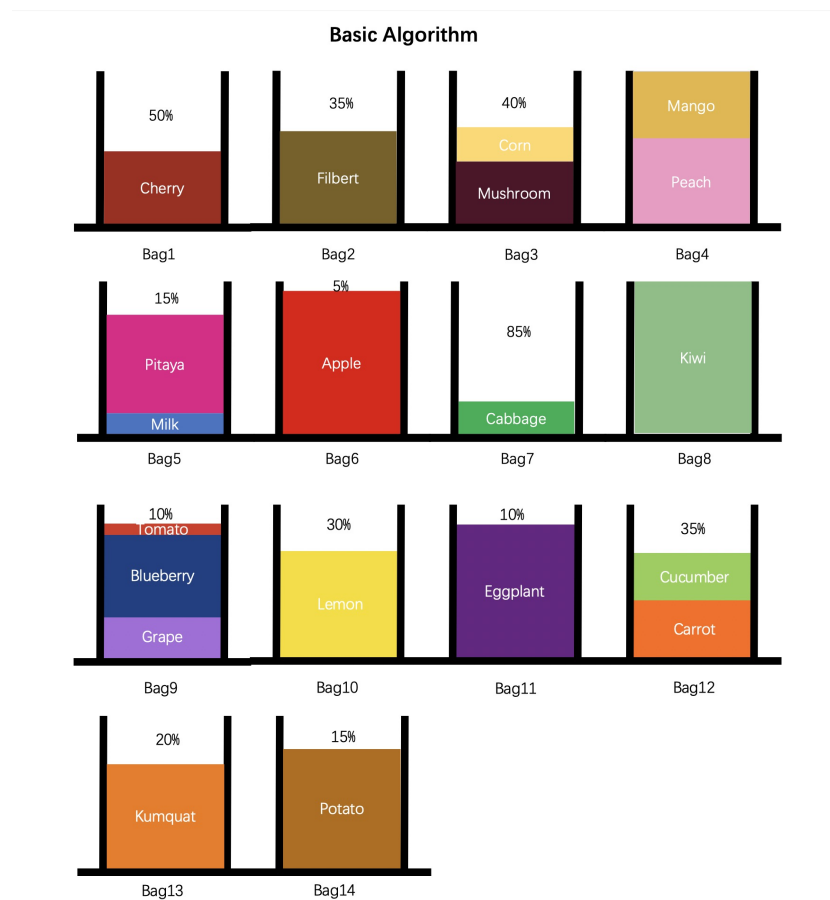 Basic Algorithm
50%
35%
40%
Mango
Corn
Cherry
Filbert
Mushroom
Peach
Bag1
Bag2
Bag3
Bag4
15%
5%
85%
Pitaya
Apple
Kiwi
Milk
Cabbage
Bag5
Bag6
Bag7
Bag8
10%
30%
10%
35%
Tomato
Blueberry
Lemon
Eggplant
Cucumber
Grape
Carrot
Bag9
Bag10
Bag11
Bag12
20%
15%
Kumquat
Potato
Bag13
Bag14